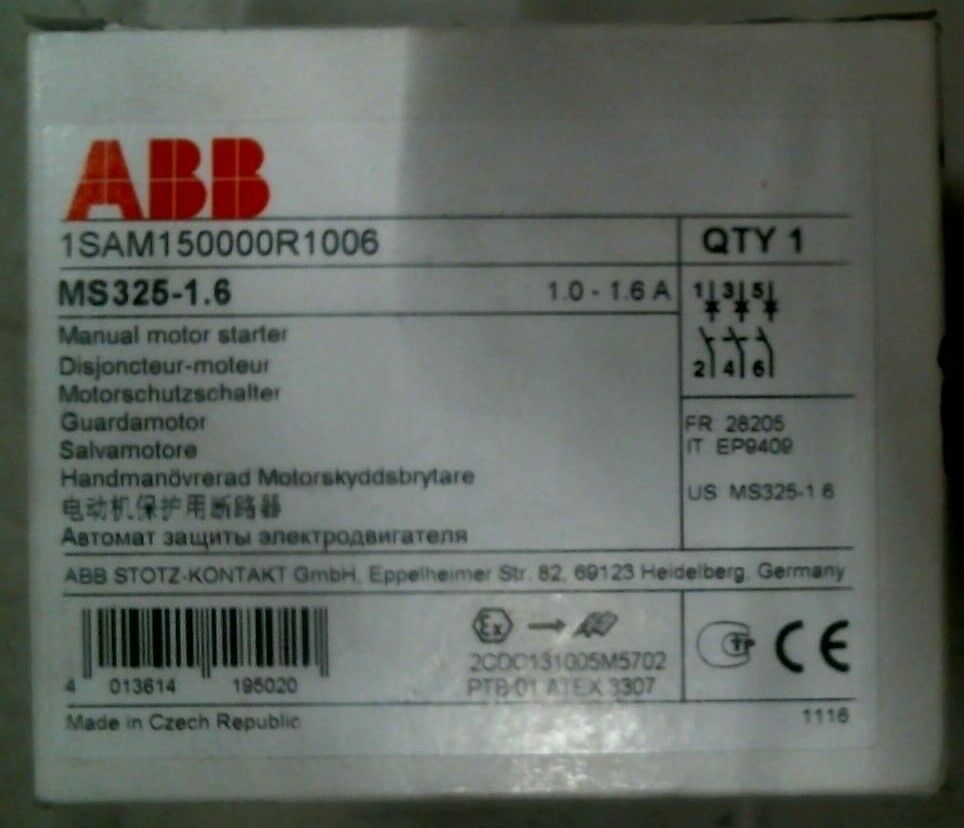 ABB
1SAM150000R1006
QTY 1
MS325-1.6 1.0 - 1.6 A
1 3 5
2 4 6
Manual motor starter
Disjoncteur-moteur
Motorschutzschalter
Guardamotor
Salvamotore
Handmanövrerad Motorskyddsbrytare
电动机保护用断路器
Автомат защиты электродвигателя
FR 28205
IT EP9409
US MS325-1.6
ABB STOTZ-KONTAKT GmbH, Eppelheimer Str. 82, 69123 Heidelberg, Germany
4 013614 195020
Ex
2CDC131005M5702
PTB 01 ATEX 3307
CE
Made in Czech Republic
1116